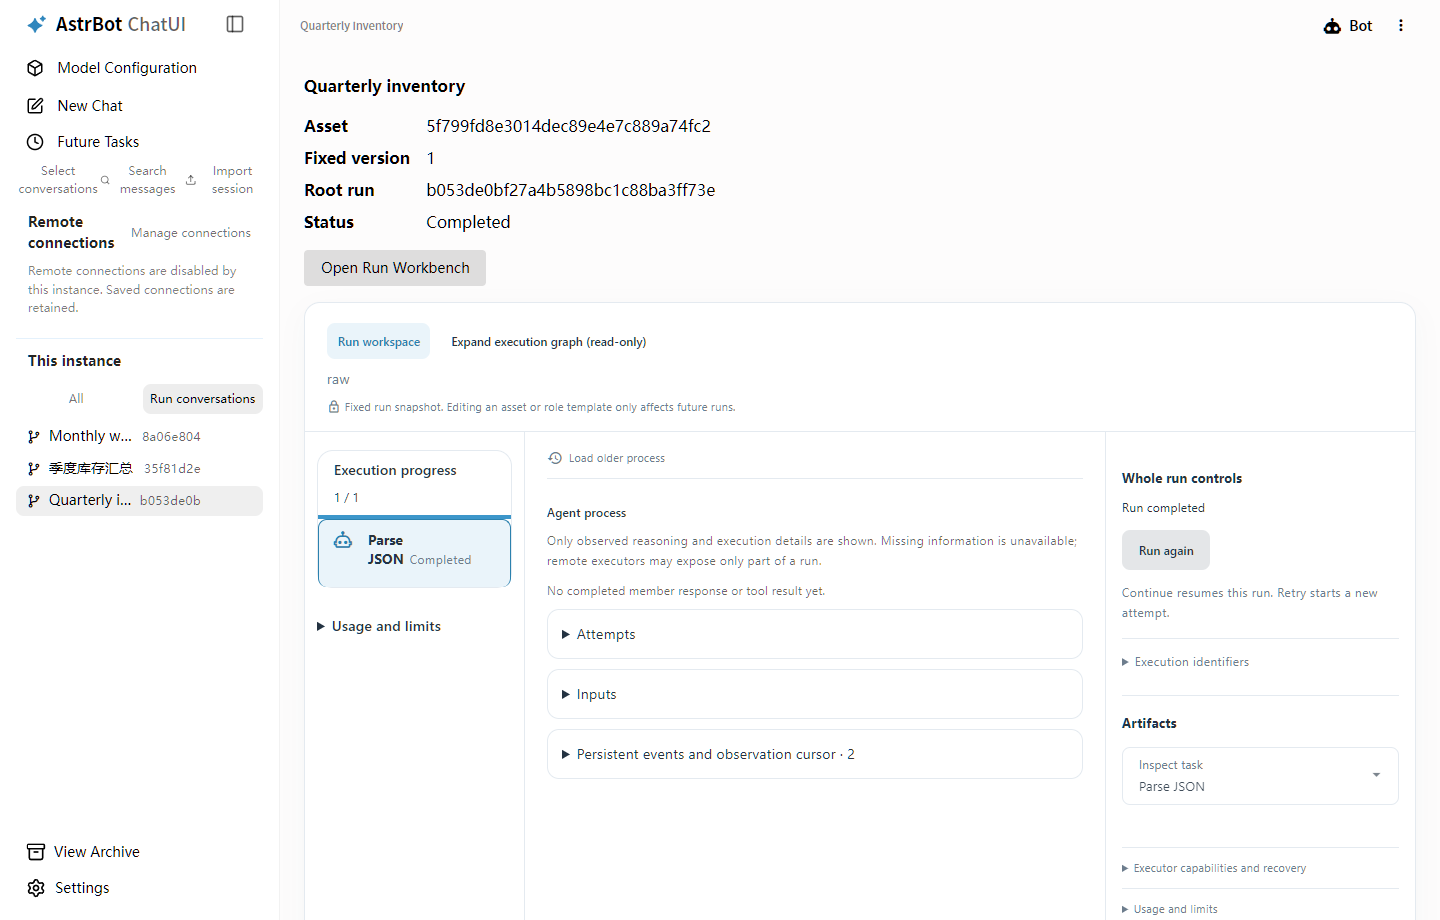 AstrBot ChatUI
Model Configuration
New Chat
Future Tasks
Select conversations
Search messages
Import session
Remote connections
Manage connections
Remote connections are disabled by
this instance. Saved connections are
retained.
This instance
All
Run conversations
Monthly w... 8a06e804
季度库存汇总 35f81d2e
Quarterly i... b053de0b
View Archive
Settings
Quarterly Inventory
Bot
Quarterly inventory
Asset 5f799fd8e3014dec89e4e7c889a74fc2
Fixed version 1
Root run b053de0bf27a4b5898bc1c88ba3ff73e
Status Completed
Open Run Workbench
Run workspace
Expand execution graph (read-only)
raw
Fixed run snapshot. Editing an asset or role template only affects future runs.
Execution progress
1 / 1
Parse
JSON Completed
Usage and limits
Load older process
Agent process
Only observed reasoning and execution details are shown. Missing information is unavailable;
remote executors may expose only part of a run.
No completed member response or tool result yet.
Attempts
Inputs
Persistent events and observation cursor · 2
Whole run controls
Run completed
Run again
Continue resumes this run. Retry starts a new
attempt.
Execution identifiers
Artifacts
Inspect task
Parse JSON
Executor capabilities and recovery
Usage and limits